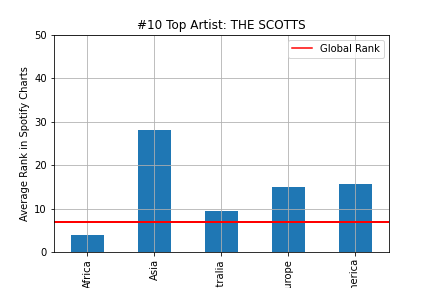 #10 Top Artist: THE SCOTTS
Global Rank
Average Rank in Spotify Charts
50
40
30
20
10
0
Africa
Asia
tralia
urope
nerica